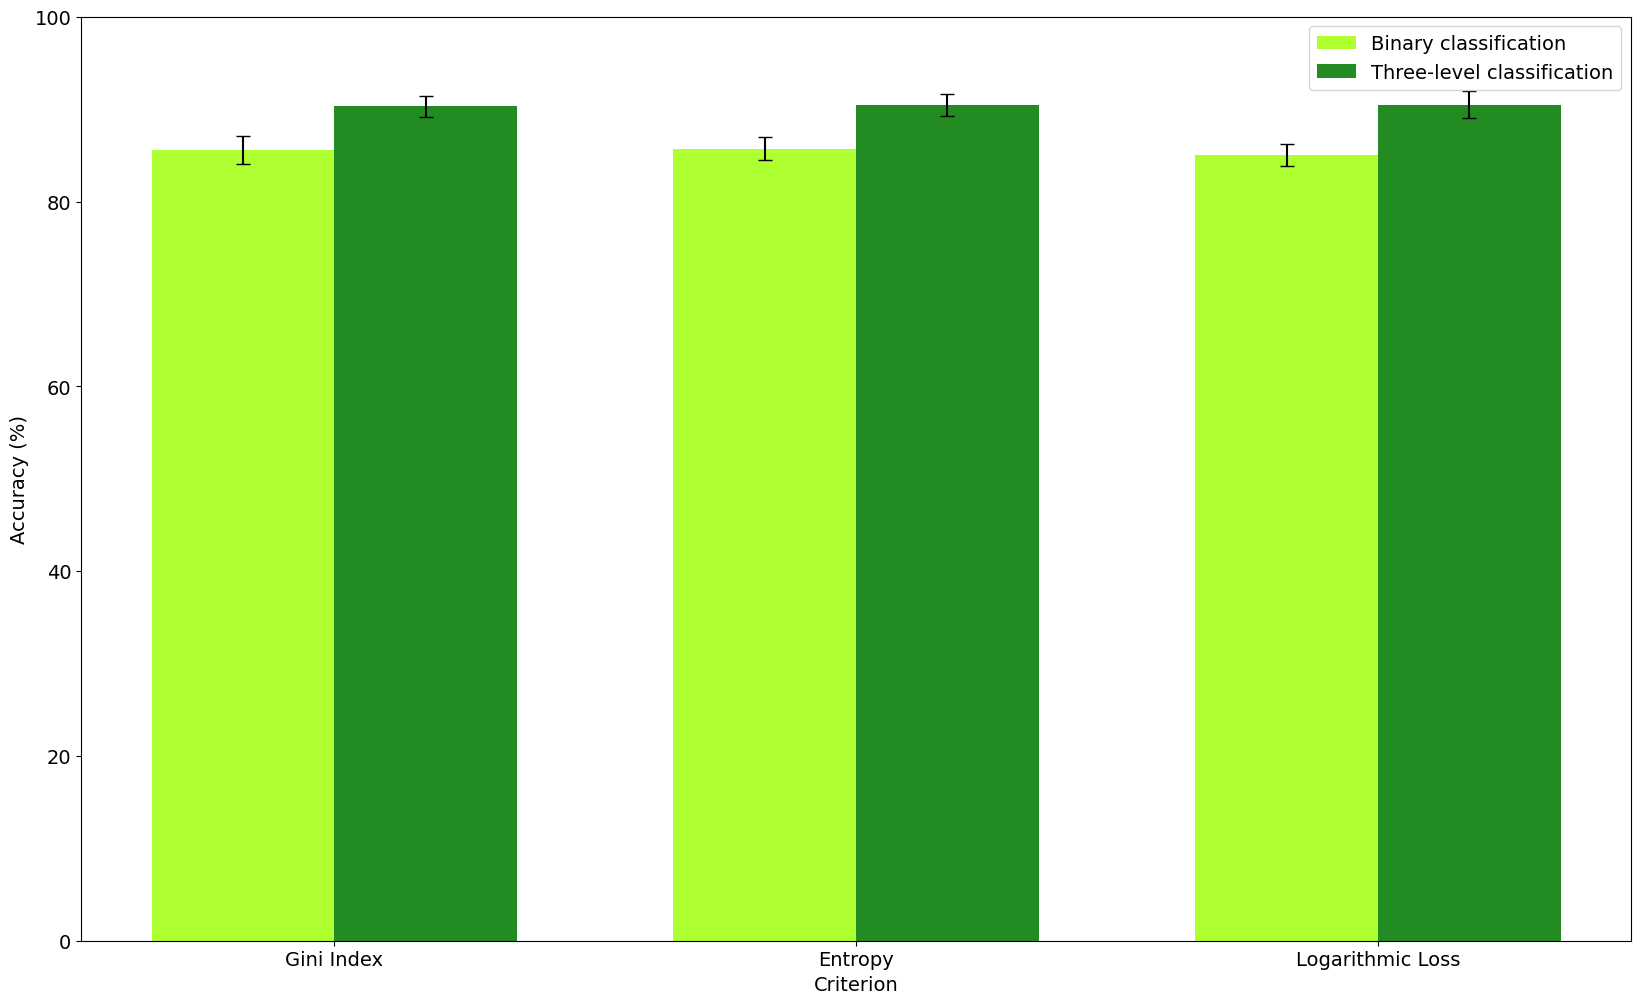 100
80
60
40
20
0
Accuracy (%)
Binary classification
Three-level classification
Gini Index
Entropy
Logarithmic Loss
Criterion